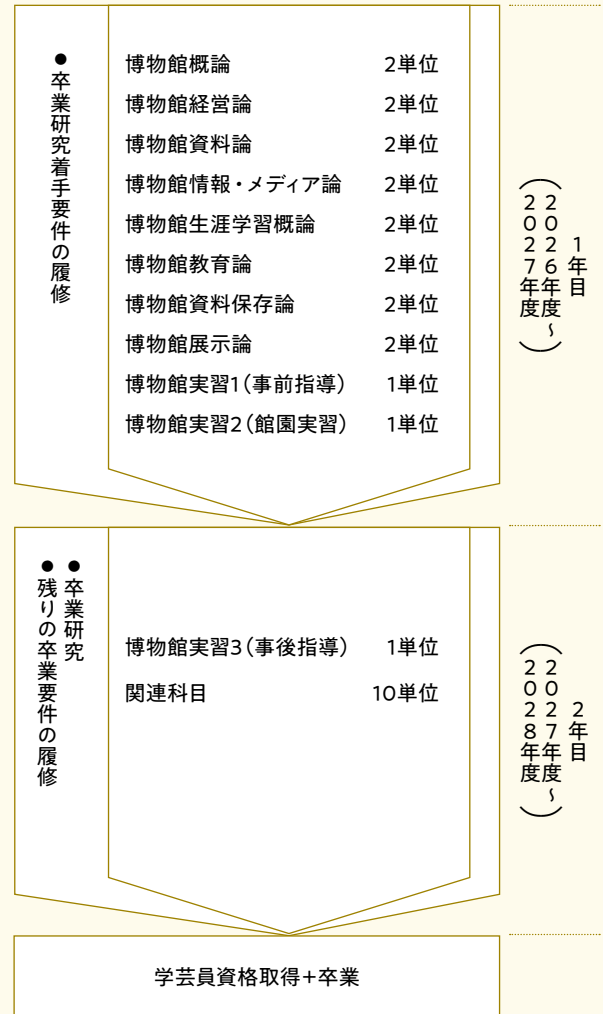 ●卒業研究着手要件の履修
博物館概論 2単位
博物館経営論 2単位
博物館資料論 2単位
博物館情報・メディア論 2単位
博物館生涯学習概論 2単位
博物館教育論 2単位
博物館資料保存論 2単位
博物館展示論 2単位
博物館実習1（事前指導） 1単位
博物館実習2（館園実習） 1単位
1年目
（2026年度～
2027年度）
●卒業研究
●残りの卒業要件の履修
博物館実習3（事後指導） 1単位
関連科目 10単位
2年目
（2027年度～
2028年度）
学芸員資格取得+卒業